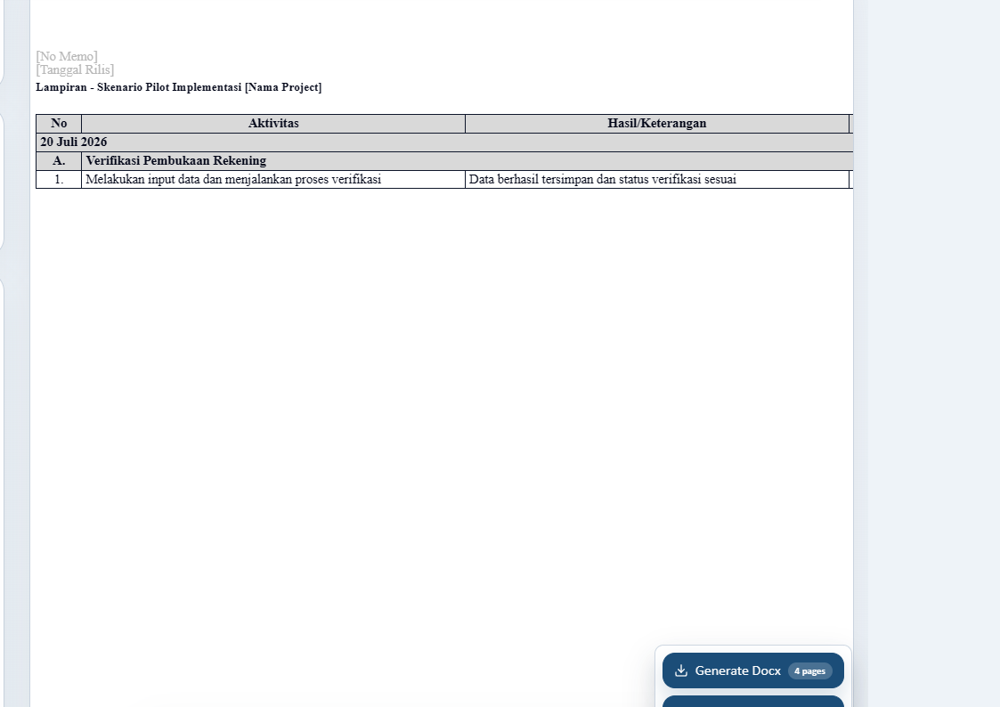 [No Memo]
[Tanggal Rilis]
Lampiran - Skenario Pilot Implementasi [Nama Project]
No Aktivitas Hasil/Keterangan
20 Juli 2026
A. Verifikasi Pembukaan Rekening
1. Melakukan input data dan menjalankan proses verifikasi Data berhasil tersimpan dan status verifikasi sesuai
Generate Docx 4 pages